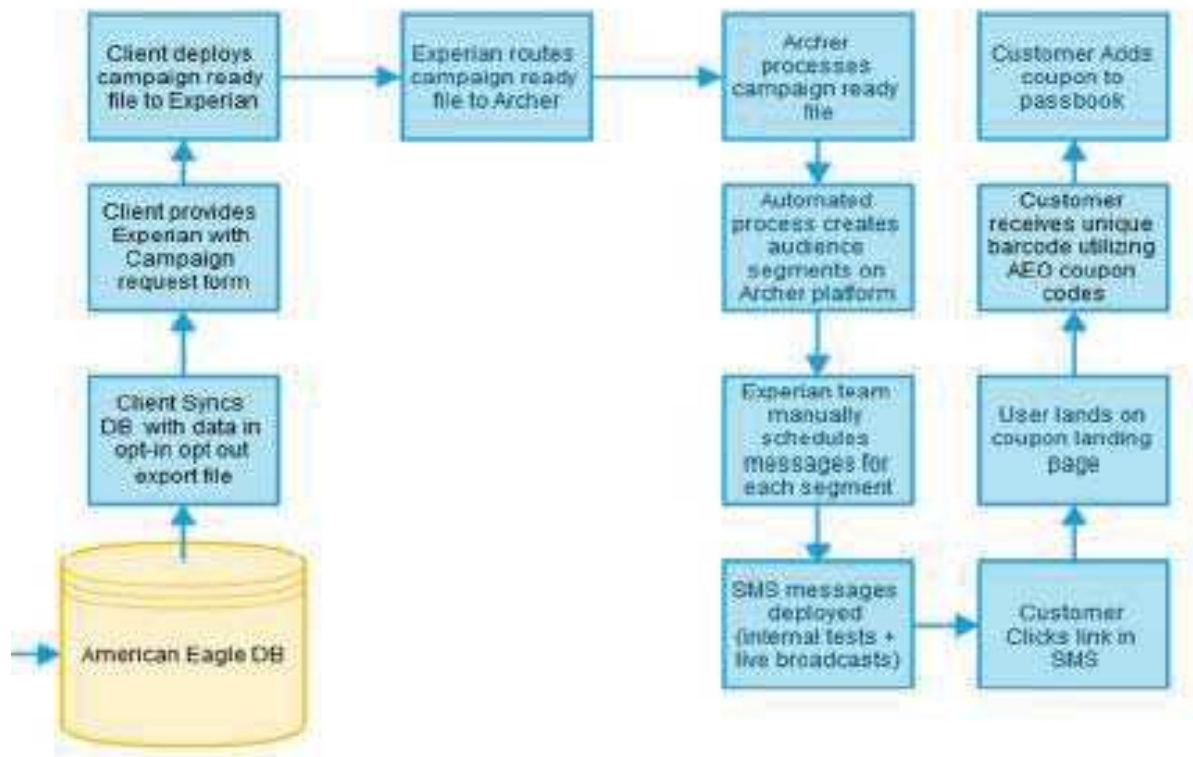 Client deploys
campaign ready
file to Experian
Experian routes
campaign ready
file to Archer
Archer
processes
campaign ready
file
Customer Adds
coupon to
passbook
Client provides
Experian with
Campaign
request form
Automated
process creates
audience
segments on
Archer platform
Customer
receives unique
barcode utilizing
AEO coupon
codes
Client Syncs
DB with data in
opt-in opt out
export file
Experian team
manually
schedules
messages for
each segment
User lands on
coupon landing
page
American Eagle DB
SMS messages
deployed
(internal tests +
live broadcasts)
Customer
Clicks link in
SMS